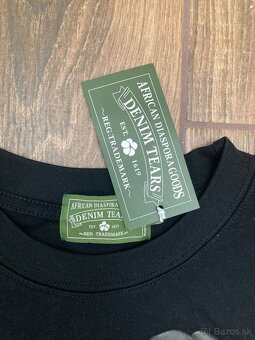 AFRICAN DIASPORA GOODS
DENIM TEARS
EST. 1619
~REG.TRADEMARK~
AFRICAN DIASPORA GOODS
DENIM TEARS
EST. 1619
~REG.TRADEMARK~
Bazos.sk